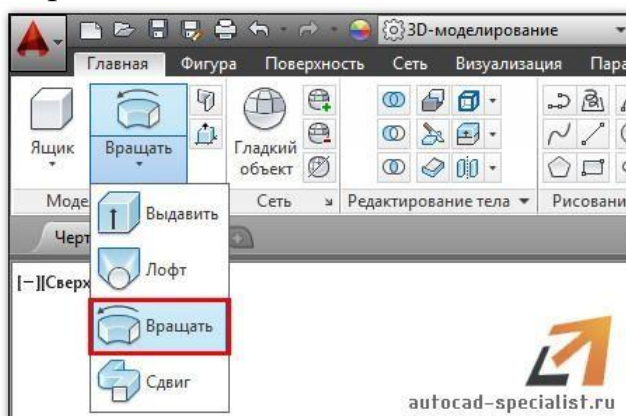 3D-моделирование
Главная Фигура Поверхность Сеть Визуализация Пара
Ящик Вращать Гладкий объект
Моде Сеть Редактирование тела Рисовани
Черт
Выдавить
[−][Сверх
Лофт
Вращать
Сдвиг
autocad-specialist.ru